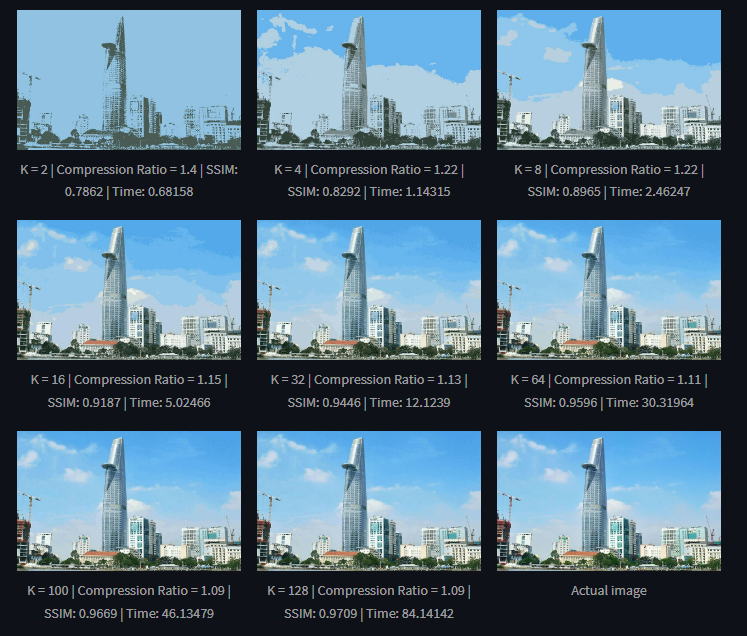 K = 2 | Compression Ratio = 1.4 | SSIM:
0.7862 | Time: 0.68158
K = 4 | Compression Ratio = 1.22 |
SSIM: 0.8292 | Time: 1.14315
K = 8 | Compression Ratio = 1.22 |
SSIM: 0.8965 | Time: 2.46247
K = 16 | Compression Ratio = 1.15 |
SSIM: 0.9187 | Time: 5.02466
K = 32 | Compression Ratio = 1.13 |
SSIM: 0.9446 | Time: 12.1239
K = 64 | Compression Ratio = 1.11 |
SSIM: 0.9596 | Time: 30.31964
K = 100 | Compression Ratio = 1.09 |
SSIM: 0.9669 | Time: 46.13479
K = 128 | Compression Ratio = 1.09 |
SSIM: 0.9709 | Time: 84.14142
Actual image